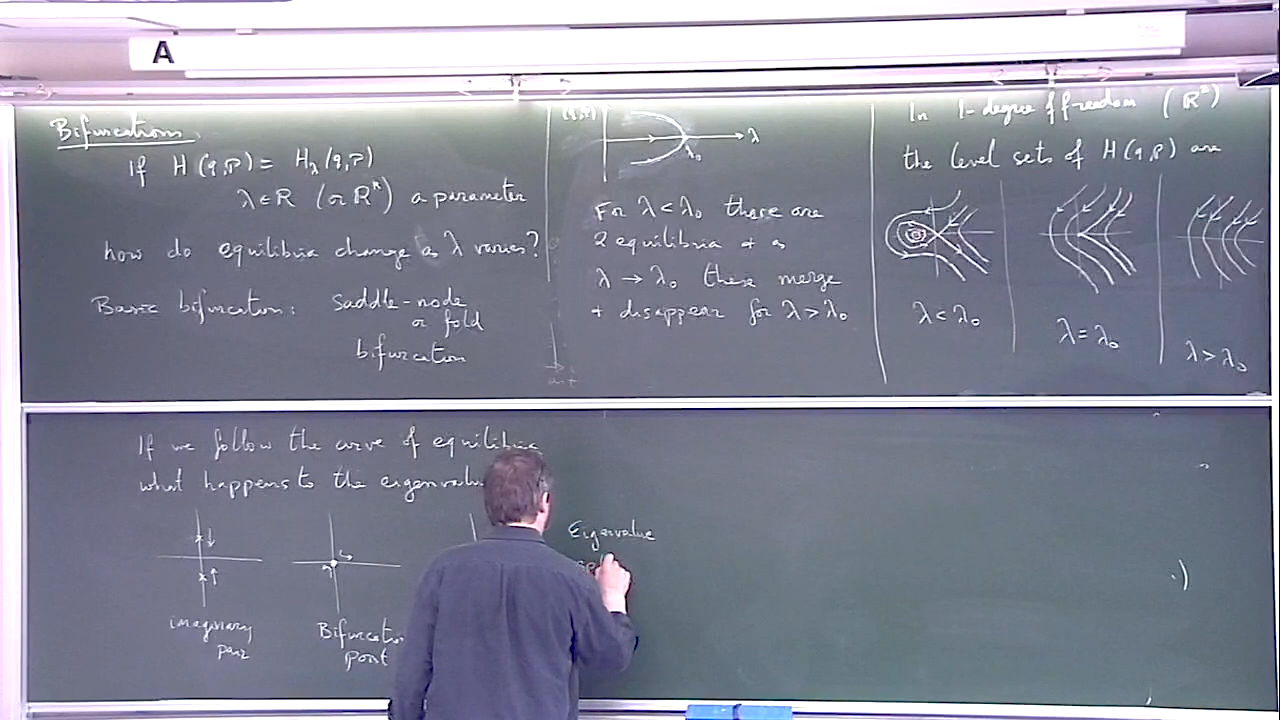 A
Bifurcations.
If H(q,p) = H_λ(q,p)
λ∈R (or R^k) a parameter
how do equilibria change as λ varies?
Basic bifurcation: saddle-node
or fold
bifurcation
(q,p)
λ
λ₀
For λ<λ₀ there are
2 equilibria + as
λ → λ₀ these merge
+ disappear for λ>λ₀
In 1-degree of freedom (R²)
the level sets of H(q,p) are
λ<λ₀
λ=λ₀
λ>λ₀
If we follow the curve of equilibria
what happens to the
imaginary
pair
Bifurcation
point
Eigenvalue